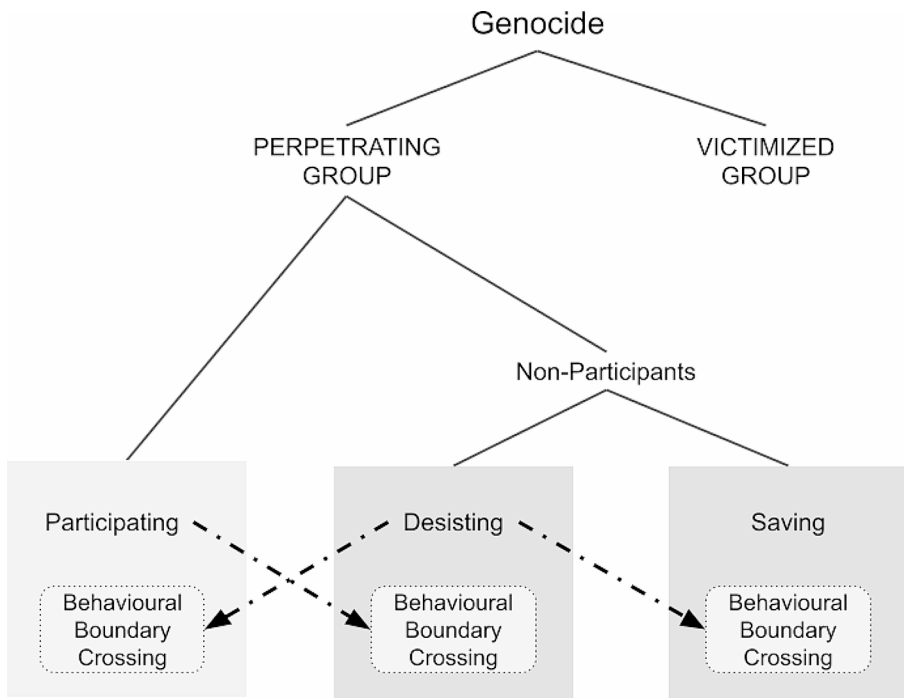 Genocide
PERPETRATING
GROUP
VICTIMIZED
GROUP
Non-Participants
Participating
Desisting
Saving
Behavioural
Boundary
Crossing
Behavioural
Boundary
Crossing
Behavioural
Boundary
Crossing